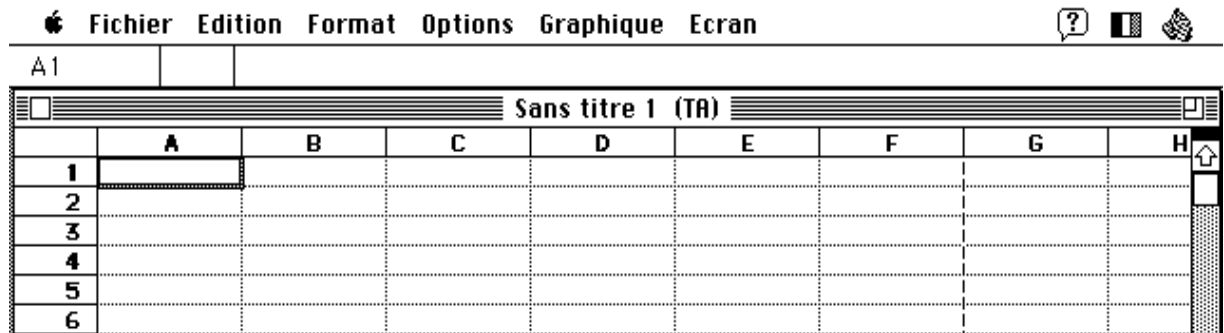 Fichier Edition Format Options Graphique Ecran ?
A1
Sans titre 1 (TA)
A B C D E F G H
1
2
3
4
5
6